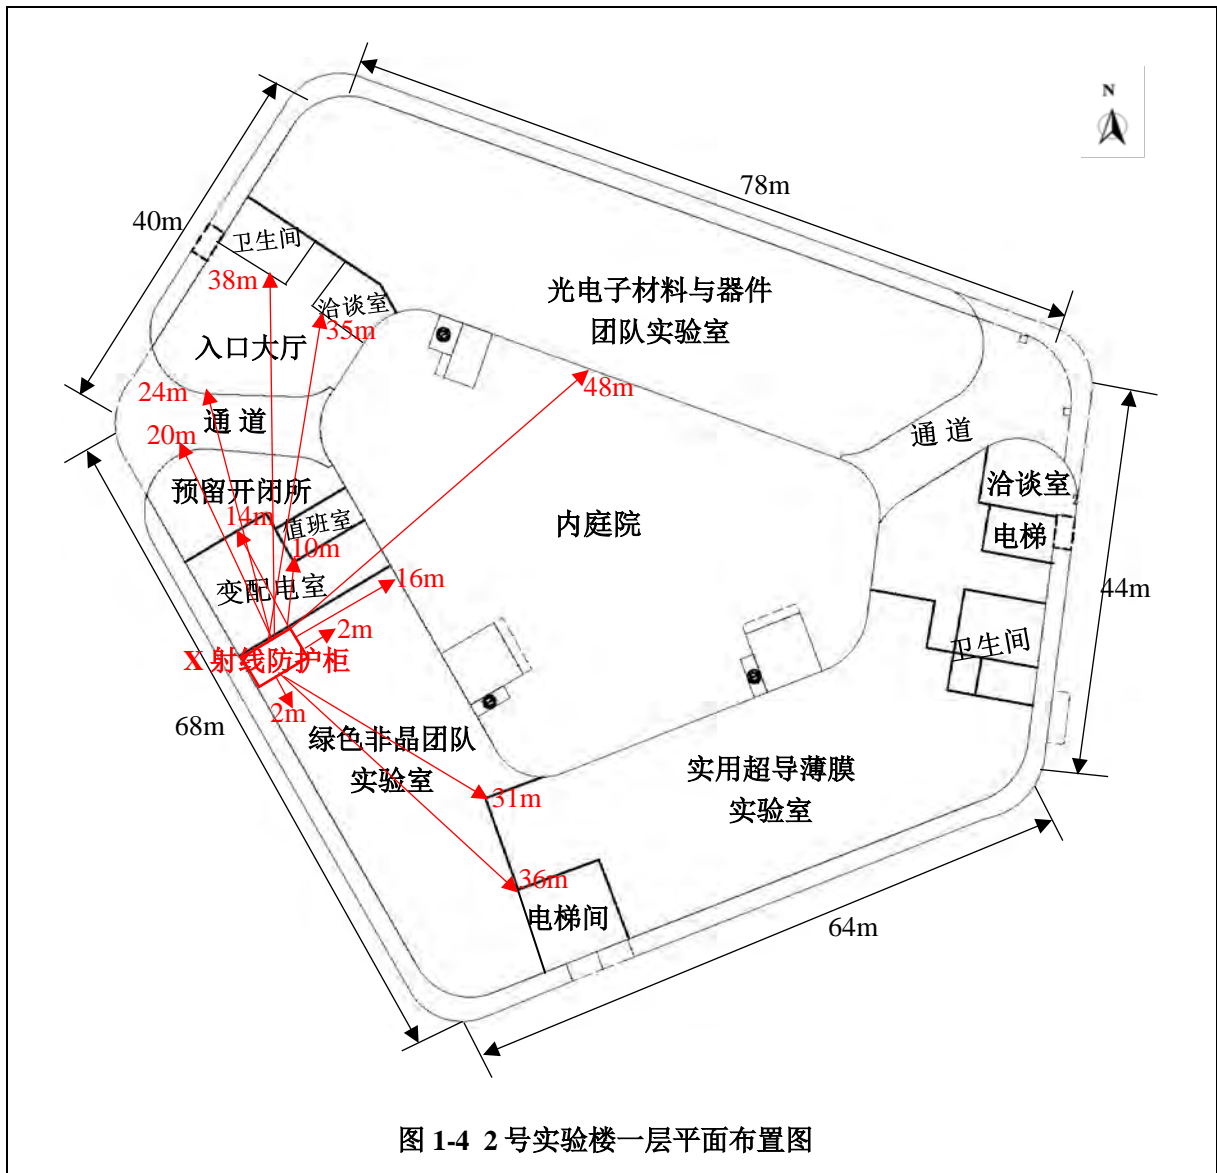 N
78m
40m
卫生间
38m
洽谈室
35m
光电子材料与器件
团队实验室
入口大厅
24m
48m
通 道
20m
通 道
预留开闭所
洽谈室
14m
值班室
内庭院
电梯
10m
变配电室
16m
44m
2m
卫生间
X 射线防护柜
2m
68m
绿色非晶团队
实验室
实用超导薄膜
实验室
31m
36m
电梯间
64m
图 1-4 2 号实验楼一层平面布置图